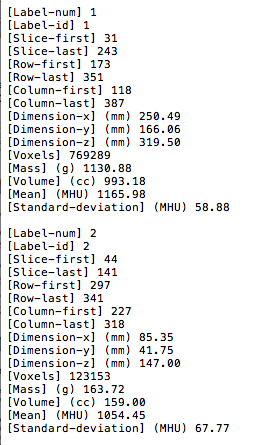 [Label-num] 1
[Label-id] 1
[Slice-first] 31
[Slice-last] 243
[Row-first] 173
[Row-last] 351
[Column-first] 118
[Column-last] 387
[Dimension-x] (mm) 250.49
[Dimension-y] (mm) 166.06
[Dimension-z] (mm) 319.50
[Voxels] 769289
[Mass] (g) 1130.88
[Volume] (cc) 993.18
[Mean] (MHU) 1165.98
[Standard-deviation] (MHU) 58.88
[Label-num] 2
[Label-id] 2
[Slice-first] 44
[Slice-last] 141
[Row-first] 297
[Row-last] 341
[Column-first] 227
[Column-last] 318
[Dimension-x] (mm) 85.35
[Dimension-y] (mm) 41.75
[Dimension-z] (mm) 147.00
[Voxels] 123153
[Mass] (g) 163.72
[Volume] (cc) 159.00
[Mean] (MHU) 1054.45
[Standard-deviation] (MHU) 67.77